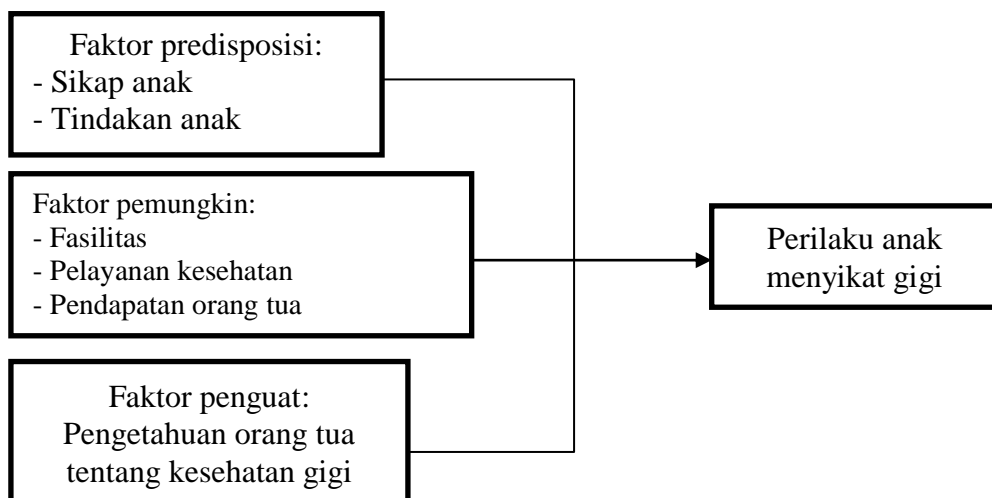 Faktor predisposisi:
- Sikap anak
- Tindakan anak
Faktor pemungkin:
- Fasilitas
- Pelayanan kesehatan
- Pendapatan orang tua
Faktor penguat:
Pengetahuan orang tua
tentang kesehatan gigi
Perilaku anak
menyikat gigi